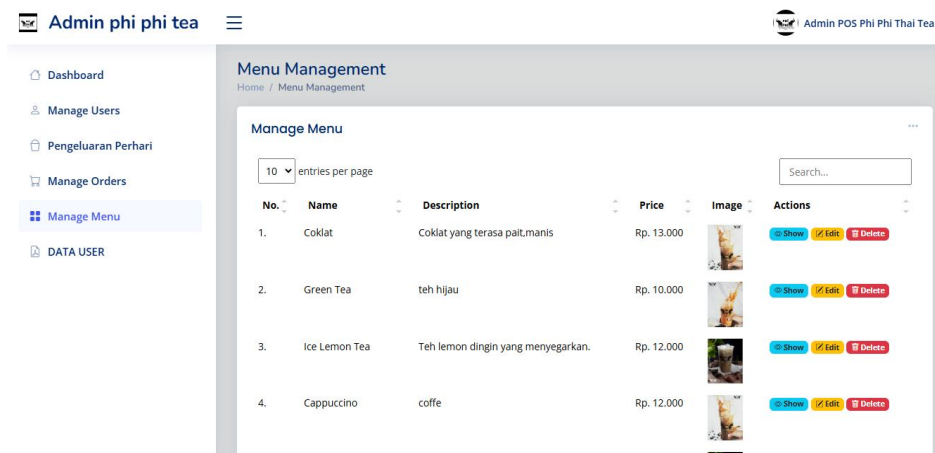 Admin phi phi tea
Admin POS Phi Phi Thai Tea
Dashboard
Manage Users
Pengeluaran Perhari
Manage Orders
Manage Menu
DATA USER
Menu Management
Home / Menu Management
Manage Menu
10 entries per page
Search...
No. Name Description Price Image Actions
1. Coklat Coklat yang terasa pait,manis Rp. 13.000 Show Edit Delete
2. Green Tea teh hijau Rp. 10.000 Show Edit Delete
3. Ice Lemon Tea Teh lemon dingin yang menyegarkan. Rp. 12.000 Show Edit Delete
4. Cappuccino coffe Rp. 12.000 Show Edit Delete